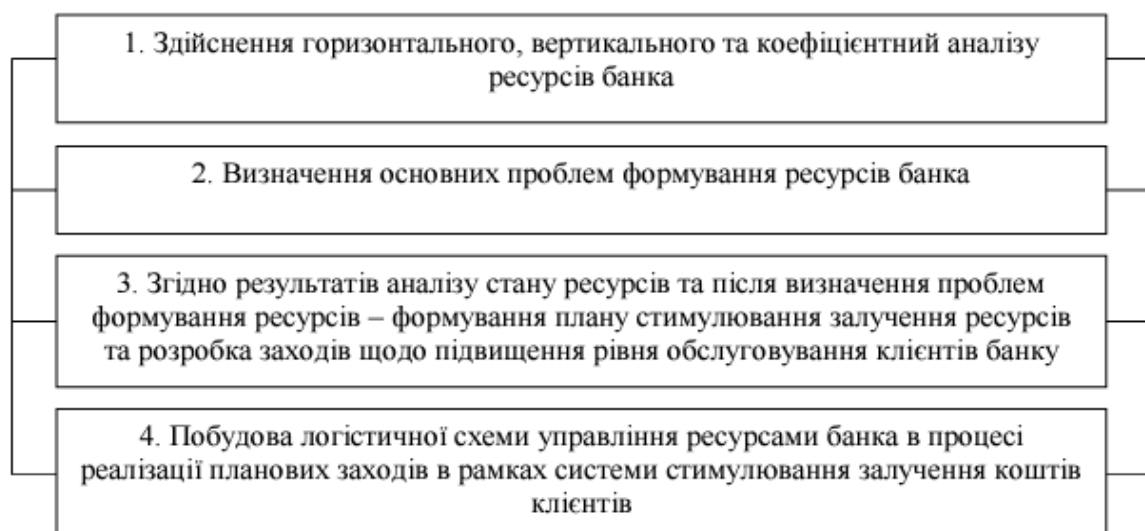 1. Здійснення горизонтального, вертикального та коефіцієнтний аналізу
ресурсів банка
2. Визначення основних проблем формування ресурсів банка
3. Згідно результатів аналізу стану ресурсів та після визначення проблем
формування ресурсів – формування плану стимулювання залучення ресурсів
та розробка заходів щодо підвищення рівня обслуговування клієнтів банку
4. Побудова логістичної схеми управління ресурсами банка в процесі
реалізації планових заходів в рамках системи стимулювання залучення коштів
клієнтів